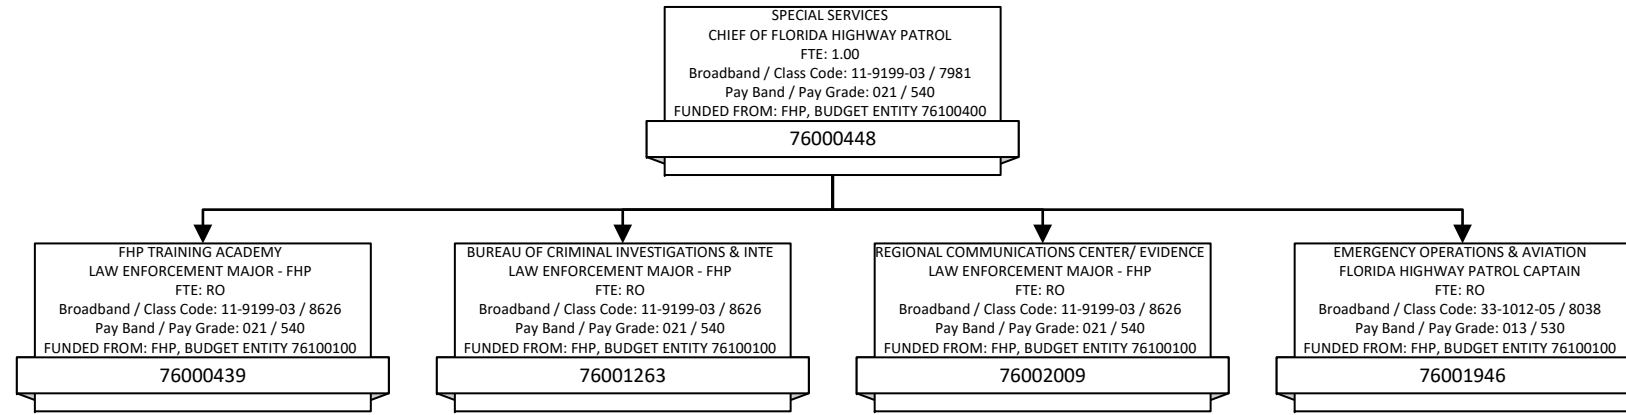 SPECIAL SERVICES
CHIEF OF FLORIDA HIGHWAY PATROL
FTE: 1.00
Broadband / Class Code: 11-9199-03 / 7981
Pay Band / Pay Grade: 021 / 540
FUNDED FROM: FHP, BUDGET ENTITY 76100400
76000448
FHP TRAINING ACADEMY
LAW ENFORCEMENT MAJOR - FHP
FTE: RO
Broadband / Class Code: 11-9199-03 / 8626
Pay Band / Pay Grade: 021 / 540
FUNDED FROM: FHP, BUDGET ENTITY 76100100
76000439
BUREAU OF CRIMINAL INVESTIGATIONS & INTE
LAW ENFORCEMENT MAJOR - FHP
FTE: RO
Broadband / Class Code: 11-9199-03 / 8626
Pay Band / Pay Grade: 021 / 540
FUNDED FROM: FHP, BUDGET ENTITY 76100100
76001263
REGIONAL COMMUNICATIONS CENTER/ EVIDENCE
LAW ENFORCEMENT MAJOR - FHP
FTE: RO
Broadband / Class Code: 11-9199-03 / 8626
Pay Band / Pay Grade: 021 / 540
FUNDED FROM: FHP, BUDGET ENTITY 76100100
76002009
EMERGENCY OPERATIONS & AVIATION
FLORIDA HIGHWAY PATROL CAPTAIN
FTE: RO
Broadband / Class Code: 33-1012-05 / 8038
Pay Band / Pay Grade: 013 / 530
FUNDED FROM: FHP, BUDGET ENTITY 76100100
76001946